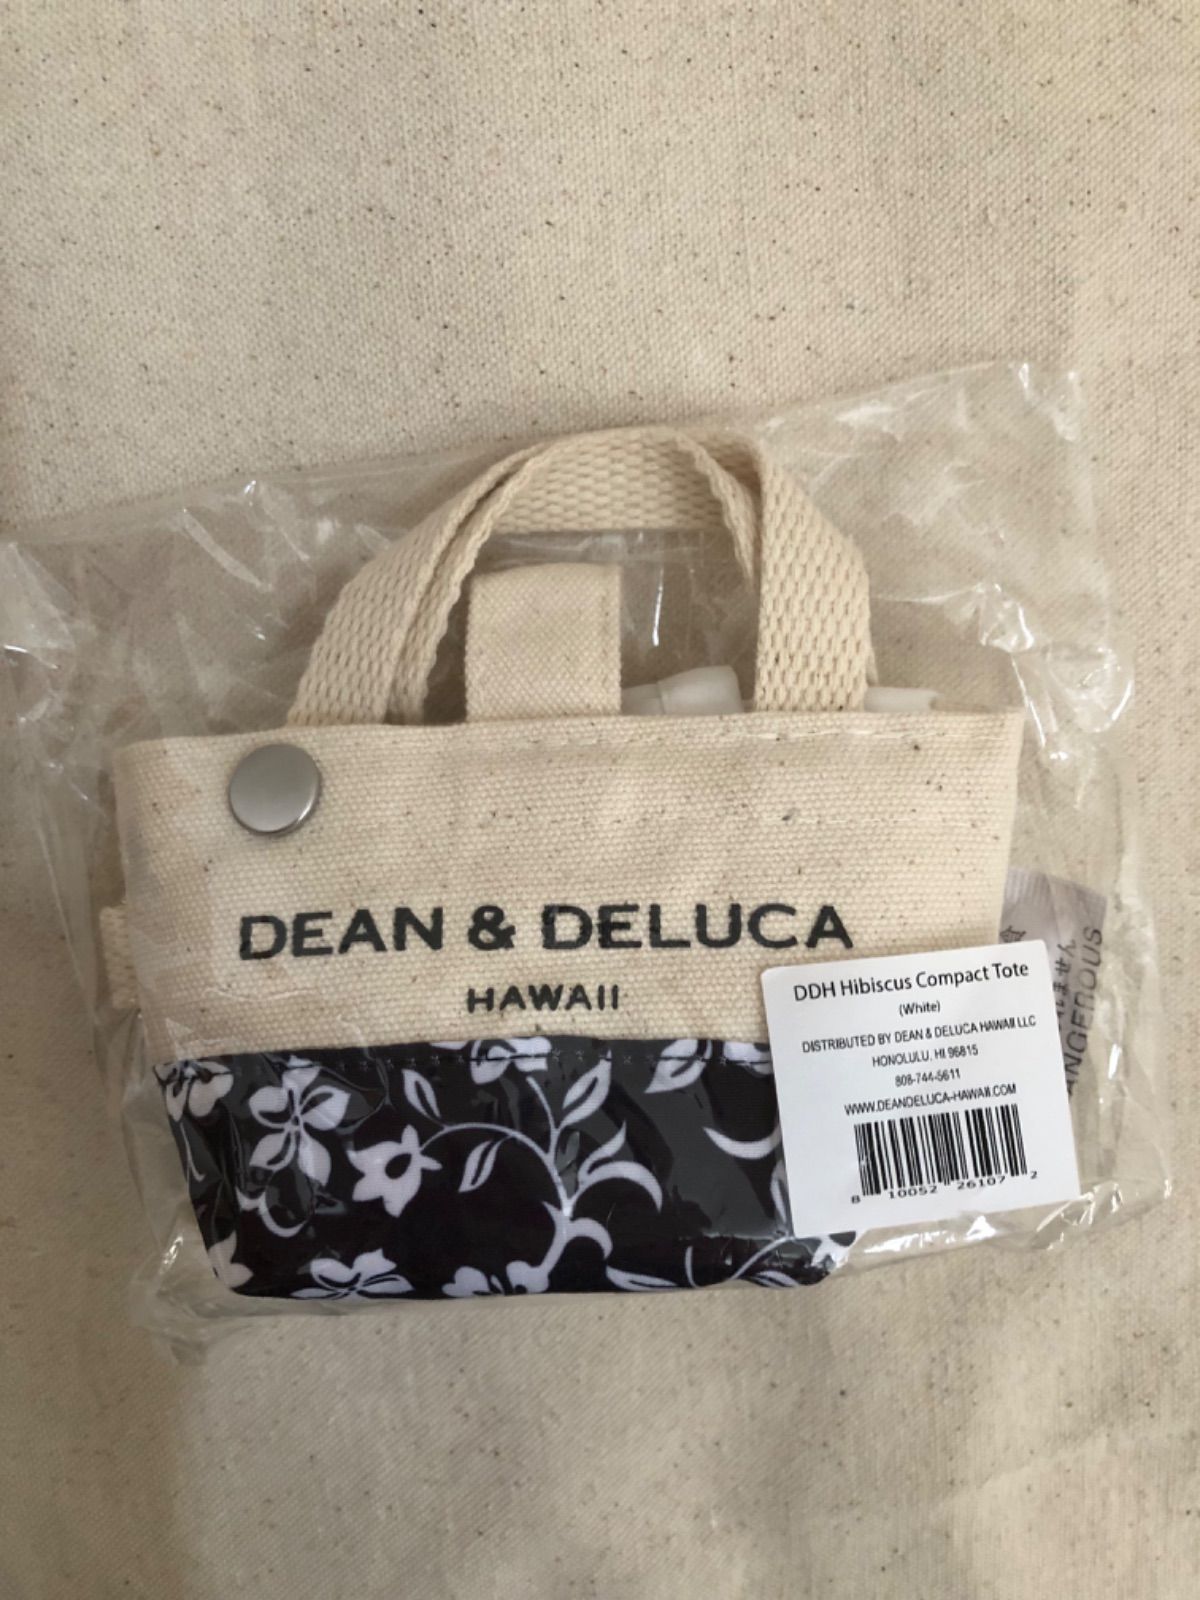 DEAN & DELUCA
HAWAII
DDH Hibiscus Compact Tote
(White)
DISTRIBUTED BY DEAN & DELUCA HAWAII LLC
HONOLULU, HI 96815
808-744-5611
WWW.DEANDELUCA-HAWAII.COM
8 10052 26107 2